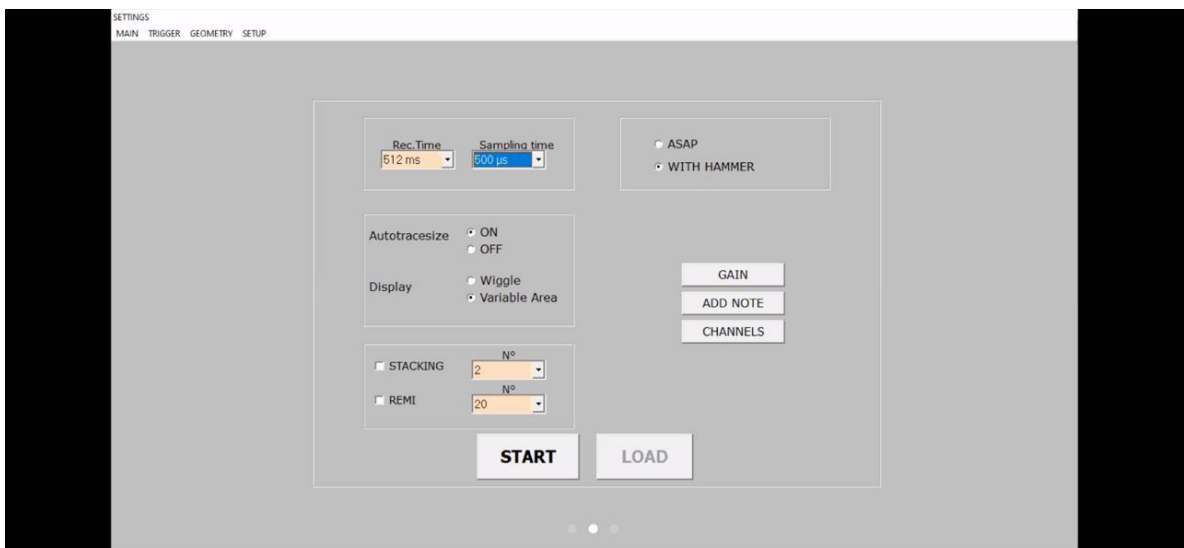 SETTINGS
MAIN TRIGGER GEOMETRY SETUP
Rec.Time Sampling time
512 ms 500 µs
ASAP
WITH HAMMER
Autotracesize ON
OFF
Display Wiggle
Variable Area
GAIN
ADD NOTE
CHANNELS
N°
STACKING 2
N°
REMI 20
START LOAD